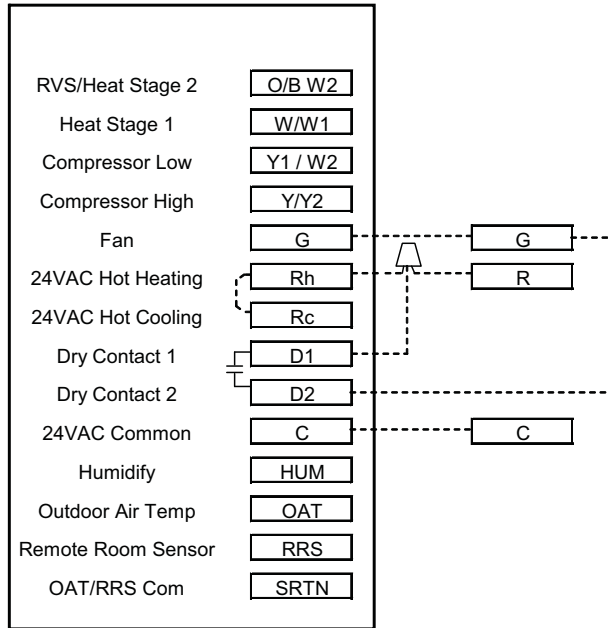 RVS/Heat Stage 2 O/B W2
Heat Stage 1 W/W1
Compressor Low Y1 / W2
Compressor High Y/Y2
Fan G G
24VAC Hot Heating Rh R
24VAC Hot Cooling Rc
Dry Contact 1 D1
Dry Contact 2 D2
24VAC Common C C
Humidify HUM
Outdoor Air Temp OAT
Remote Room Sensor RRS
OAT/RRS Com SRTN